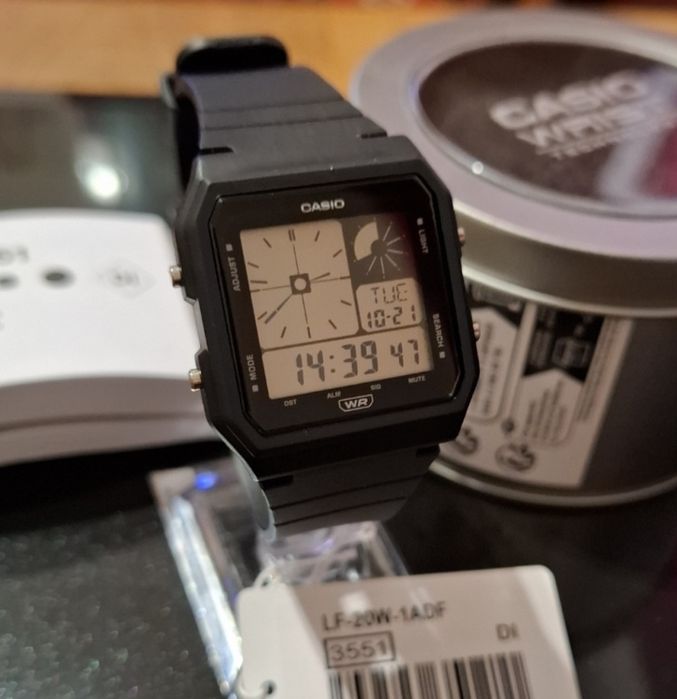 CASIO
ADJUST
LIGHT
TUE
10-21
MODE
SEARCH
14:39 47
DST ALM SIG MUTE
WR
CASIO
LF-20W-1ADF
3551
DI